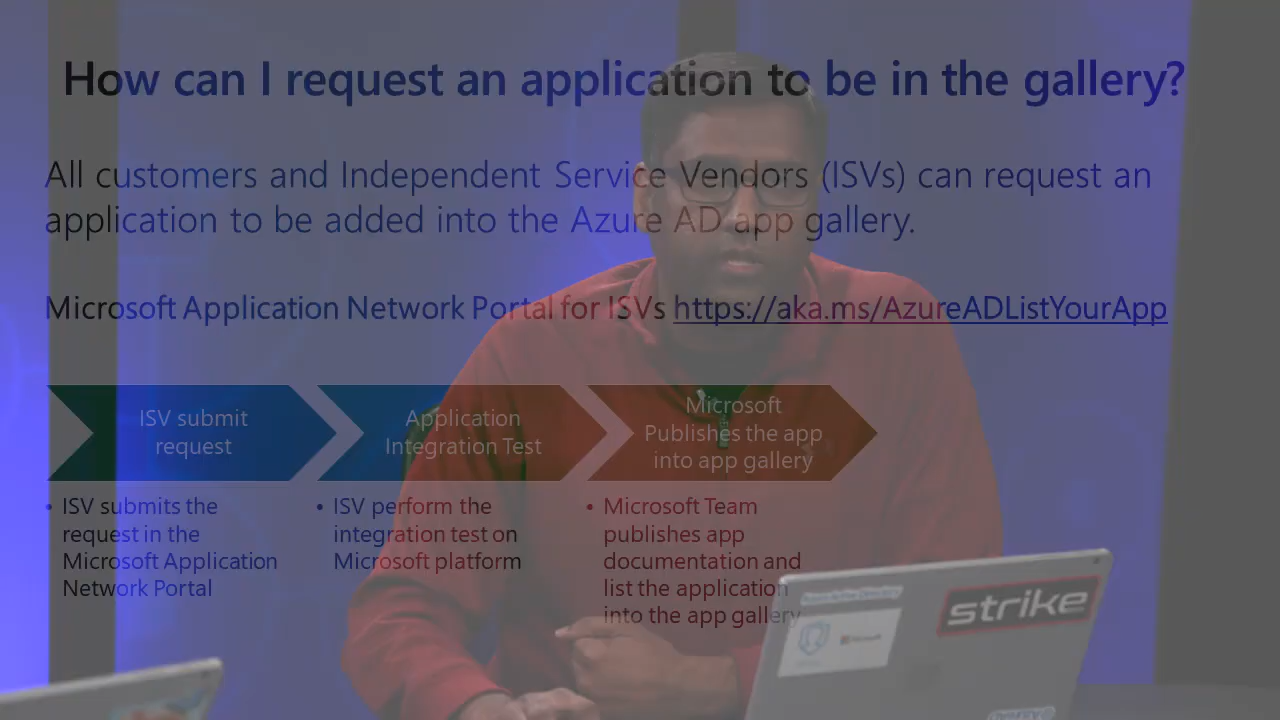 How can I request an application to be in the gallery?
All customers and Independent Service Vendors (ISVs) can request an
application to be added into the Azure AD app gallery.
Microsoft Application Network Portal for ISVs https://aka.ms/AzureADListYourApp
ISV submit
request
Application
Integration Test
Microsoft
Publishes the app
into app gallery
• ISV submits the
request in the
Microsoft Application
Network Portal
• ISV perform the
integration test on
Microsoft platform
• Microsoft Team
publishes app
documentation and
list the application
into the app gallery
strike
Microsoft